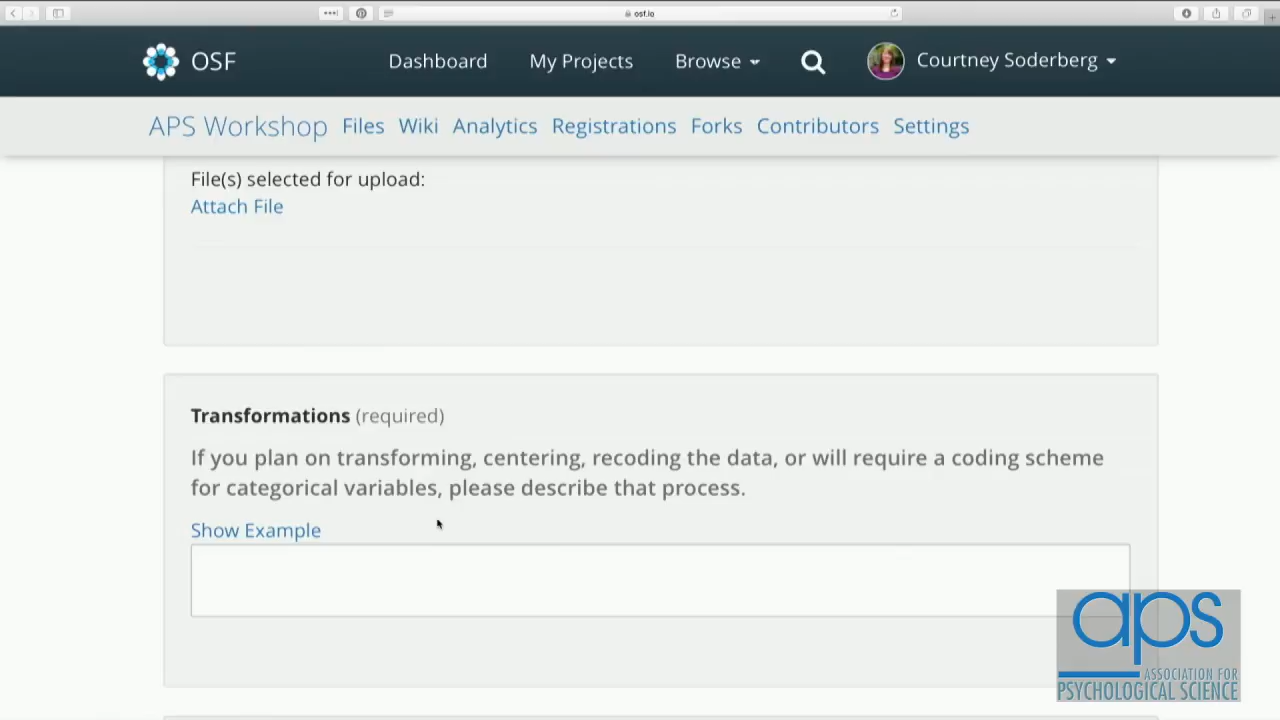 osf.io
OSF Dashboard My Projects Browse Courtney Soderberg
APS Workshop Files Wiki Analytics Registrations Forks Contributors Settings
File(s) selected for upload:
Attach File
Transformations (required)
If you plan on transforming, centering, recoding the data, or will require a coding scheme
for categorical variables, please describe that process.
Show Example
aps
ASSOCIATION FOR
PSYCHOLOGICAL SCIENCE